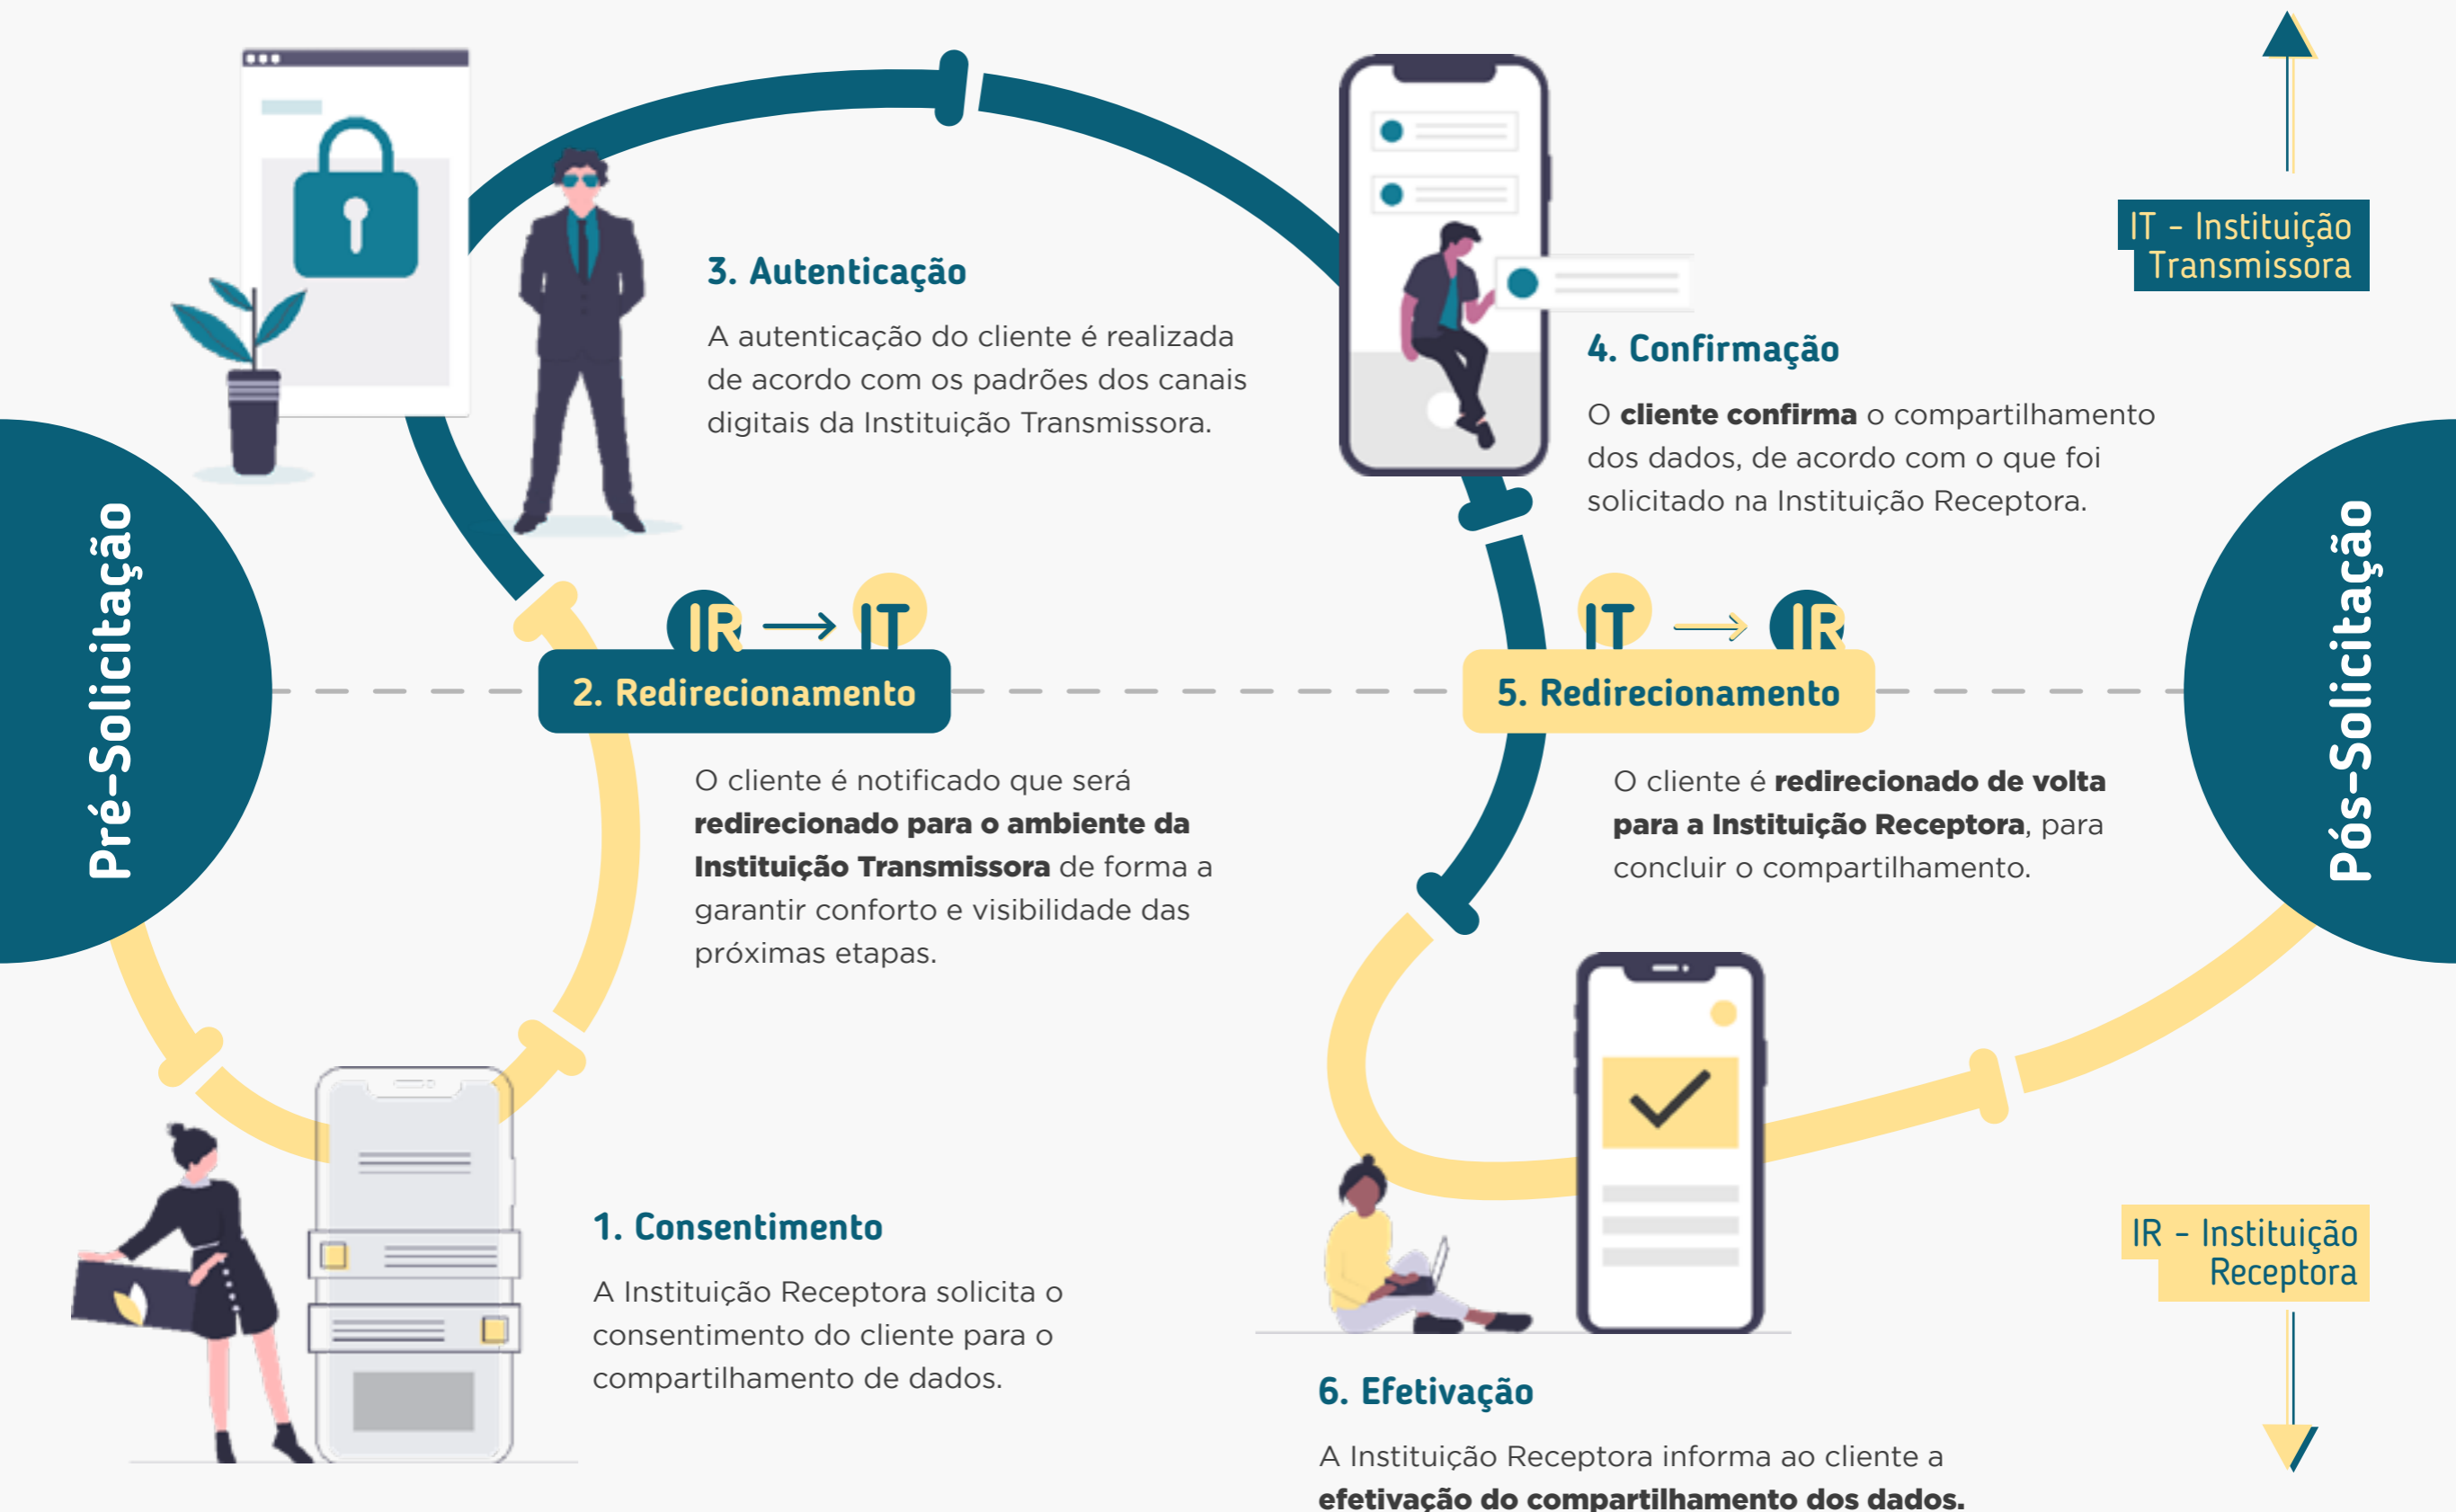 Pré-Solicitação
1. Consentimento
A Instituição Receptora solicita o
consentimento do cliente para o
compartilhamento de dados.
IR → IT
2. Redirecionamento
O cliente é notificado que será
redirecionado para o ambiente da
Instituição Transmissora de forma a
garantir conforto e visibilidade das
próximas etapas.
3. Autenticação
A autenticação do cliente é realizada
de acordo com os padrões dos canais
digitais da Instituição Transmissora.
4. Confirmação
O cliente confirma o compartilhamento
dos dados, de acordo com o que foi
solicitado na Instituição Receptora.
IT → IR
5. Redirecionamento
O cliente é redirecionado de volta
para a Instituição Receptora, para
concluir o compartilhamento.
6. Efetivação
A Instituição Receptora informa ao cliente a
efetivação do compartilhamento dos dados.
Pós-Solicitação
IT - Instituição
Transmissora
IR - Instituição
Receptora